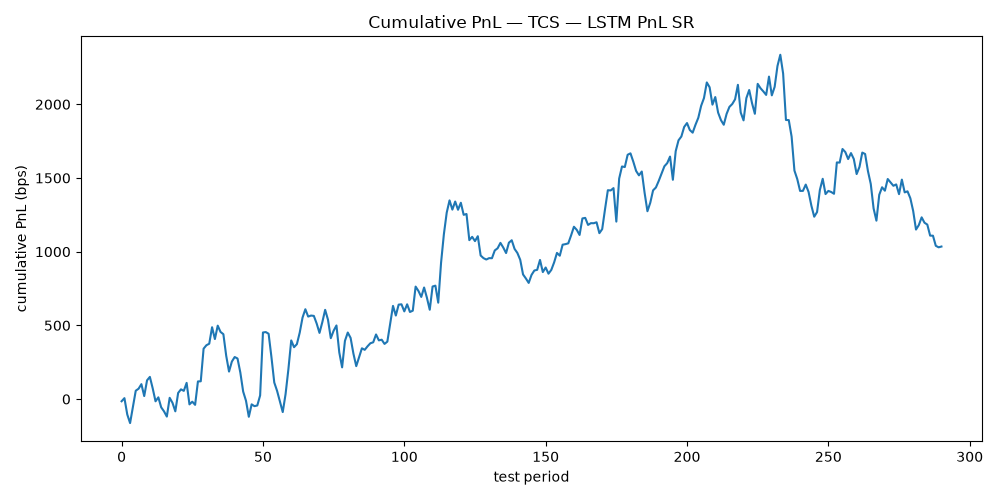 Cumulative PnL — TCS — LSTM PnL SR
cumulative PnL (bps)
2000
1500
1000
500
0
0 50 100 150 200 250 300
test period